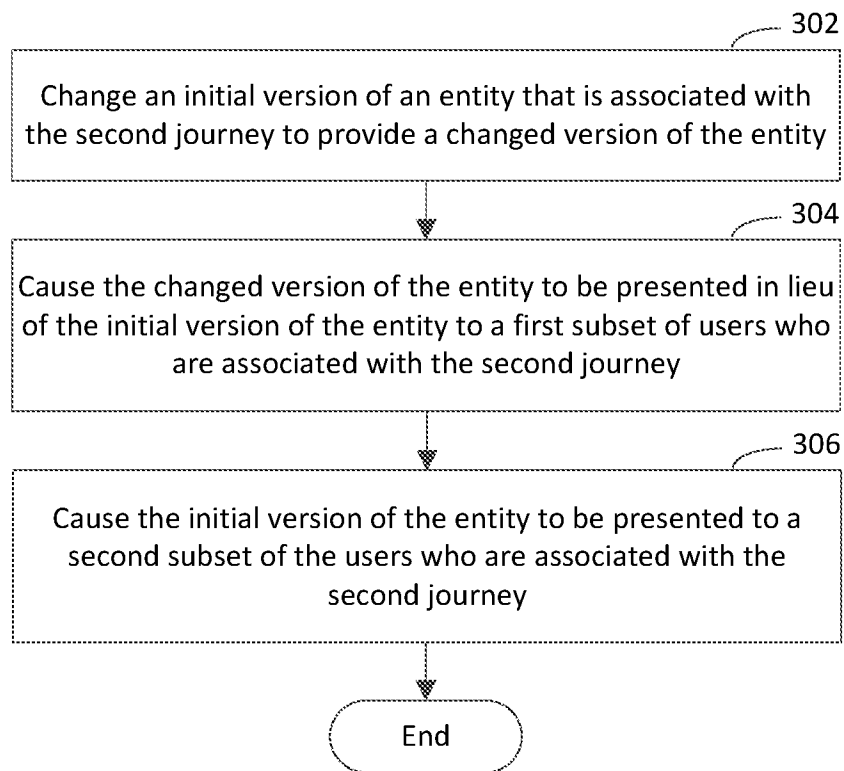 302
Change an initial version of an entity that is associated with
the second journey to provide a changed version of the entity
304
Cause the changed version of the entity to be presented in lieu
of the initial version of the entity to a first subset of users who
are associated with the second journey
306
Cause the initial version of the entity to be presented to a
second subset of the users who are associated with the
second journey
End